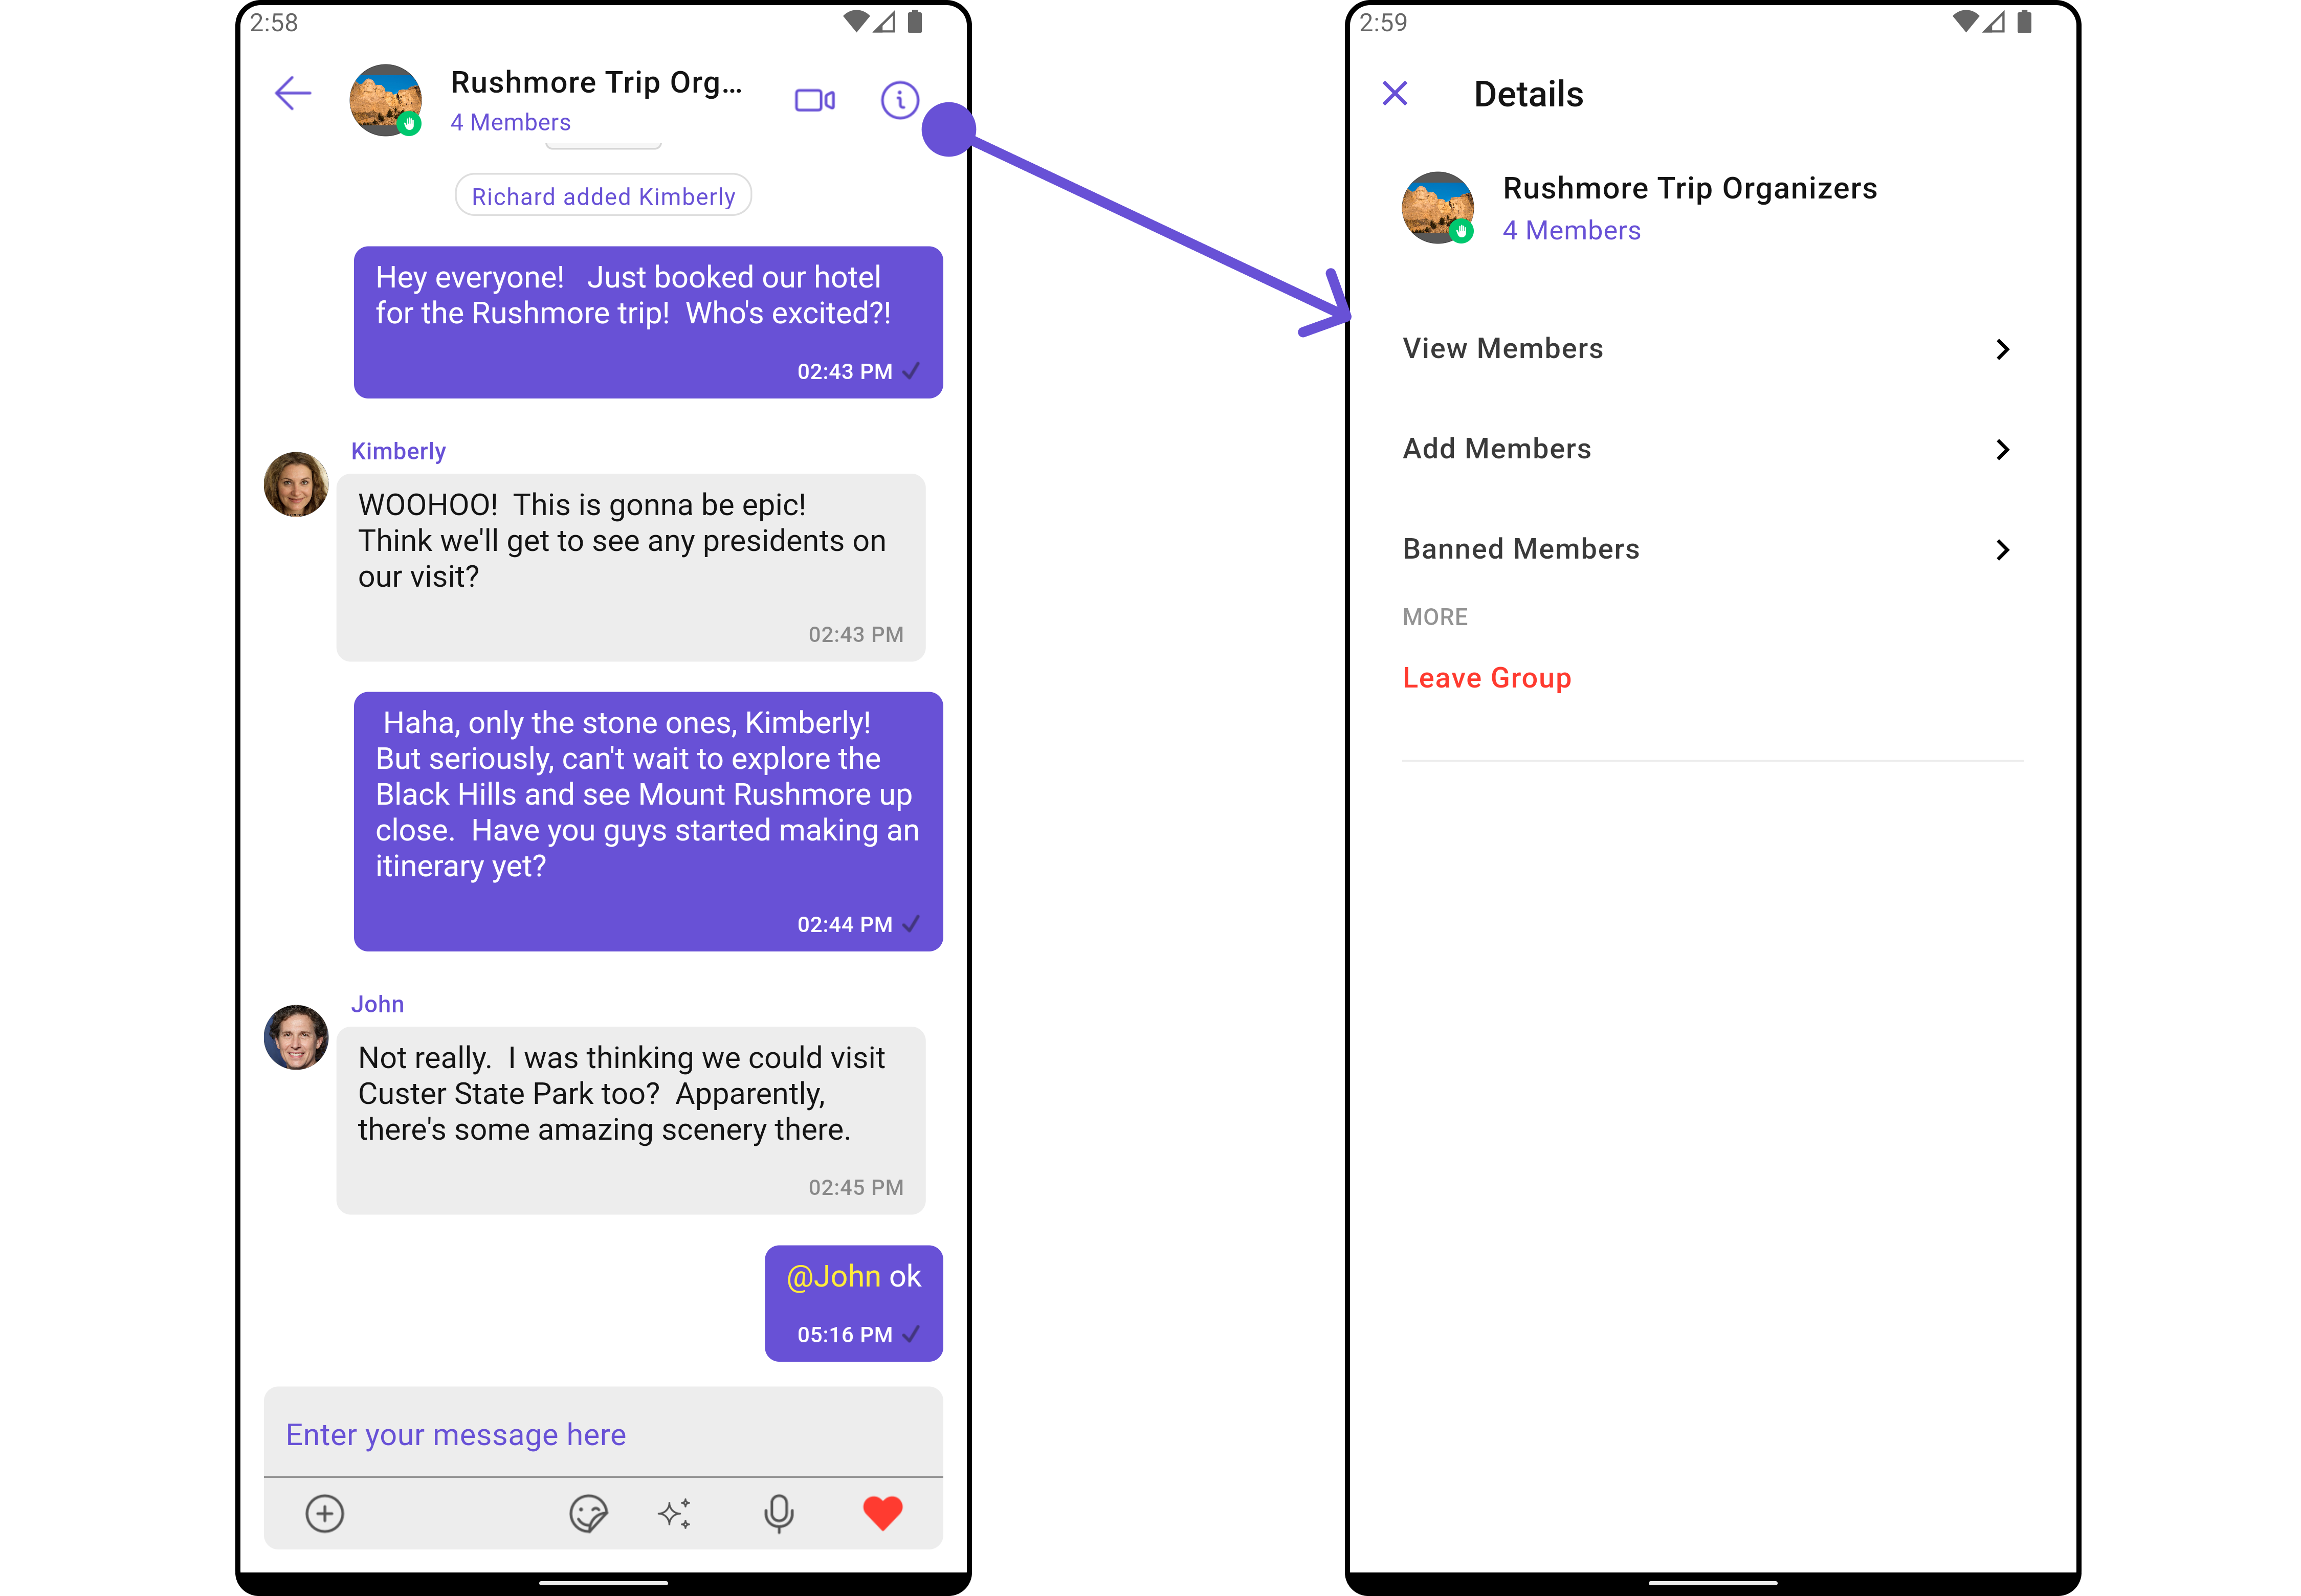 2:58
Rushmore Trip Org...
4 Members
Richard added Kimberly
Hey everyone!   Just booked our hotel
for the Rushmore trip!  Who's excited?!
02:43 PM
Kimberly
WOOHOO!  This is gonna be epic!
Think we'll get to see any presidents on
our visit?
02:43 PM
Haha, only the stone ones, Kimberly!
But seriously, can't wait to explore the
Black Hills and see Mount Rushmore up
close.  Have you guys started making an
itinerary yet?
02:44 PM
John
Not really.  I was thinking we could visit
Custer State Park too?  Apparently,
there's some amazing scenery there.
02:45 PM
@John ok
05:16 PM
Enter your message here
2:59
Details
Rushmore Trip Organizers
4 Members
View Members
Add Members
Banned Members
MORE
Leave Group